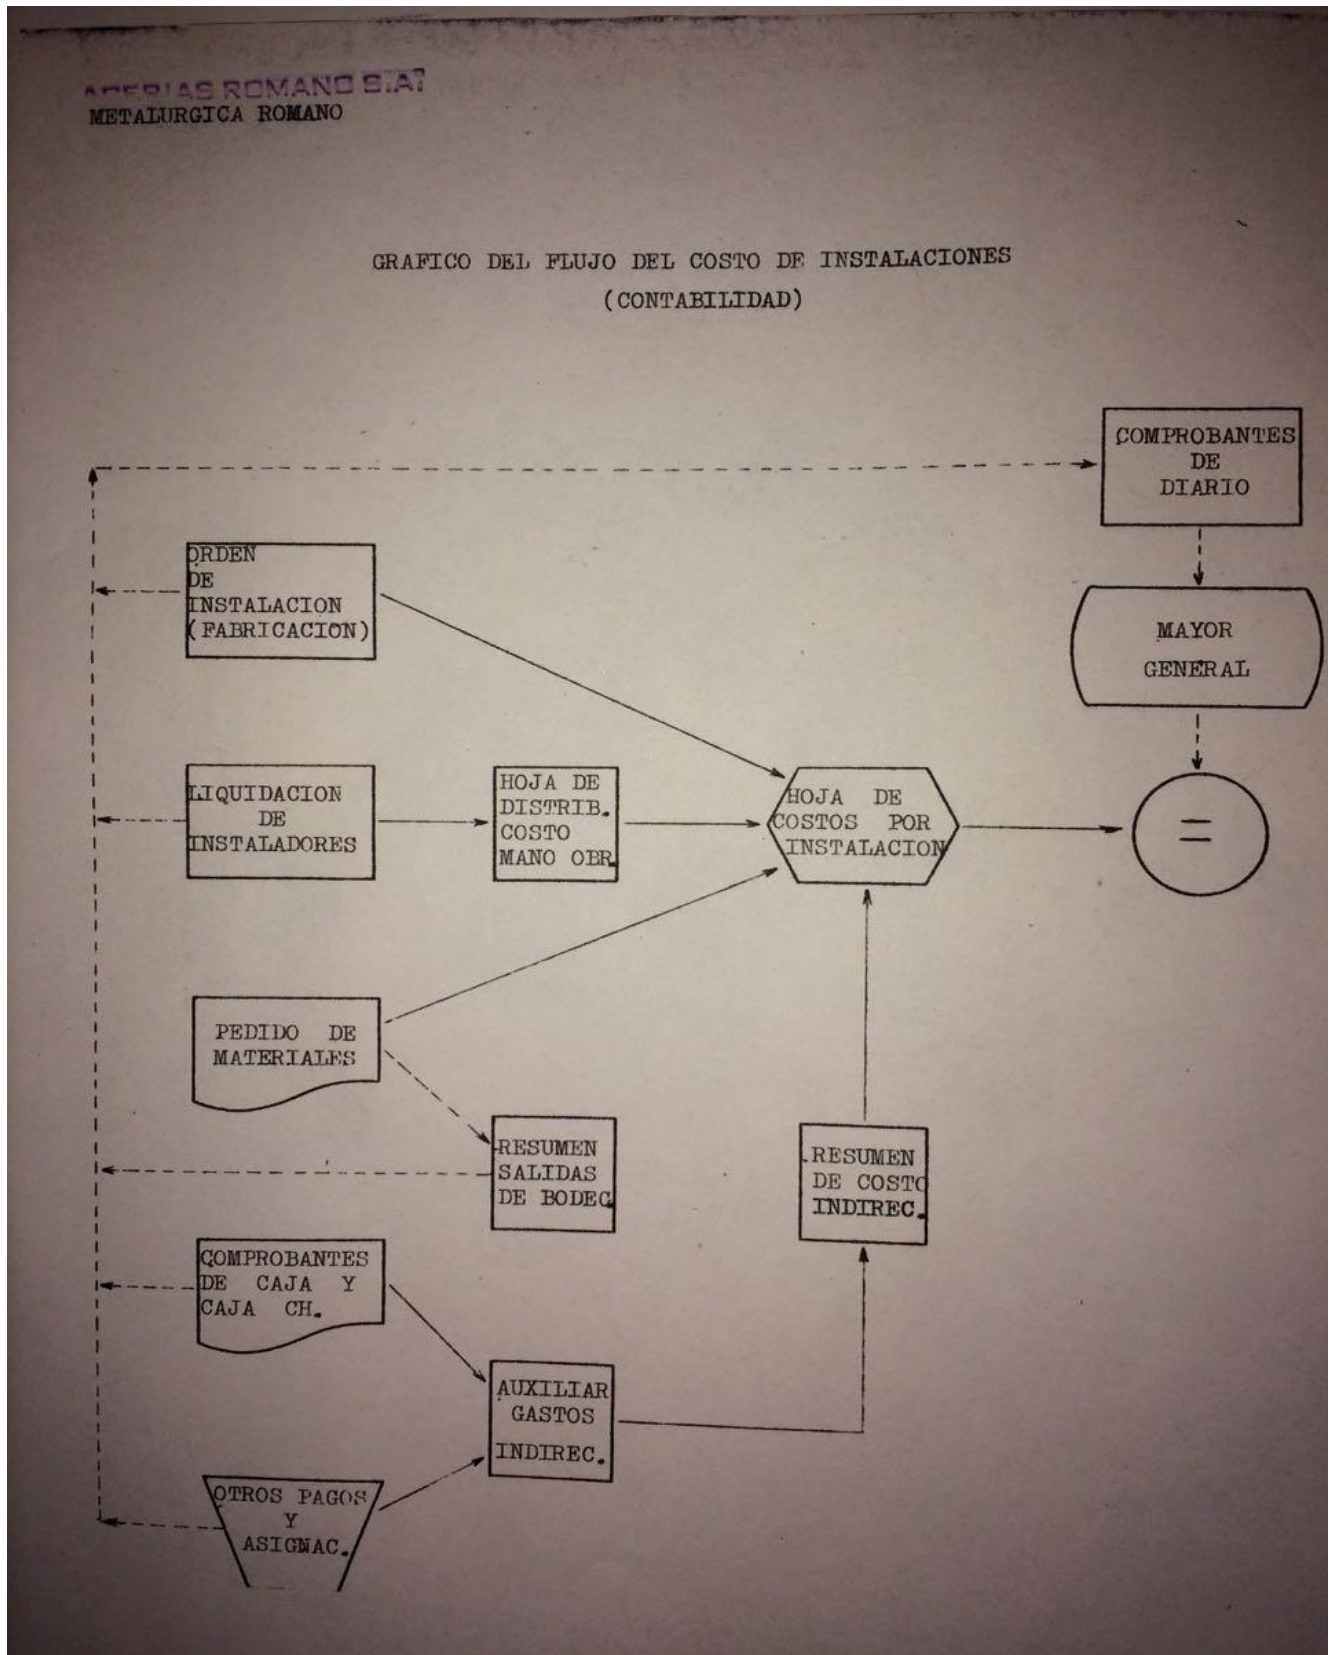 ACERIAS ROMANO S.A.
METALURGICA ROMANO
GRAFICO DEL FLUJO DEL COSTO DE INSTALACIONES
(CONTABILIDAD)
COMPROBANTES
DE
DIARIO
ORDEN
DE
INSTALACION
(FABRICACION)
MAYOR
GENERAL
LIQUIDACION
DE
INSTALADORES
HOJA DE
DISTRIB.
COSTO
MANO OBR.
HOJA DE
COSTOS POR
INSTALACION
=
PEDIDO DE
MATERIALES
RESUMEN
SALIDAS
DE BODEG.
RESUMEN
DE COSTO
INDIREC.
COMPROBANTES
DE CAJA Y
CAJA CH.
AUXILIAR
GASTOS
INDIREC.
OTROS PAGOS
Y
ASIGNAC.